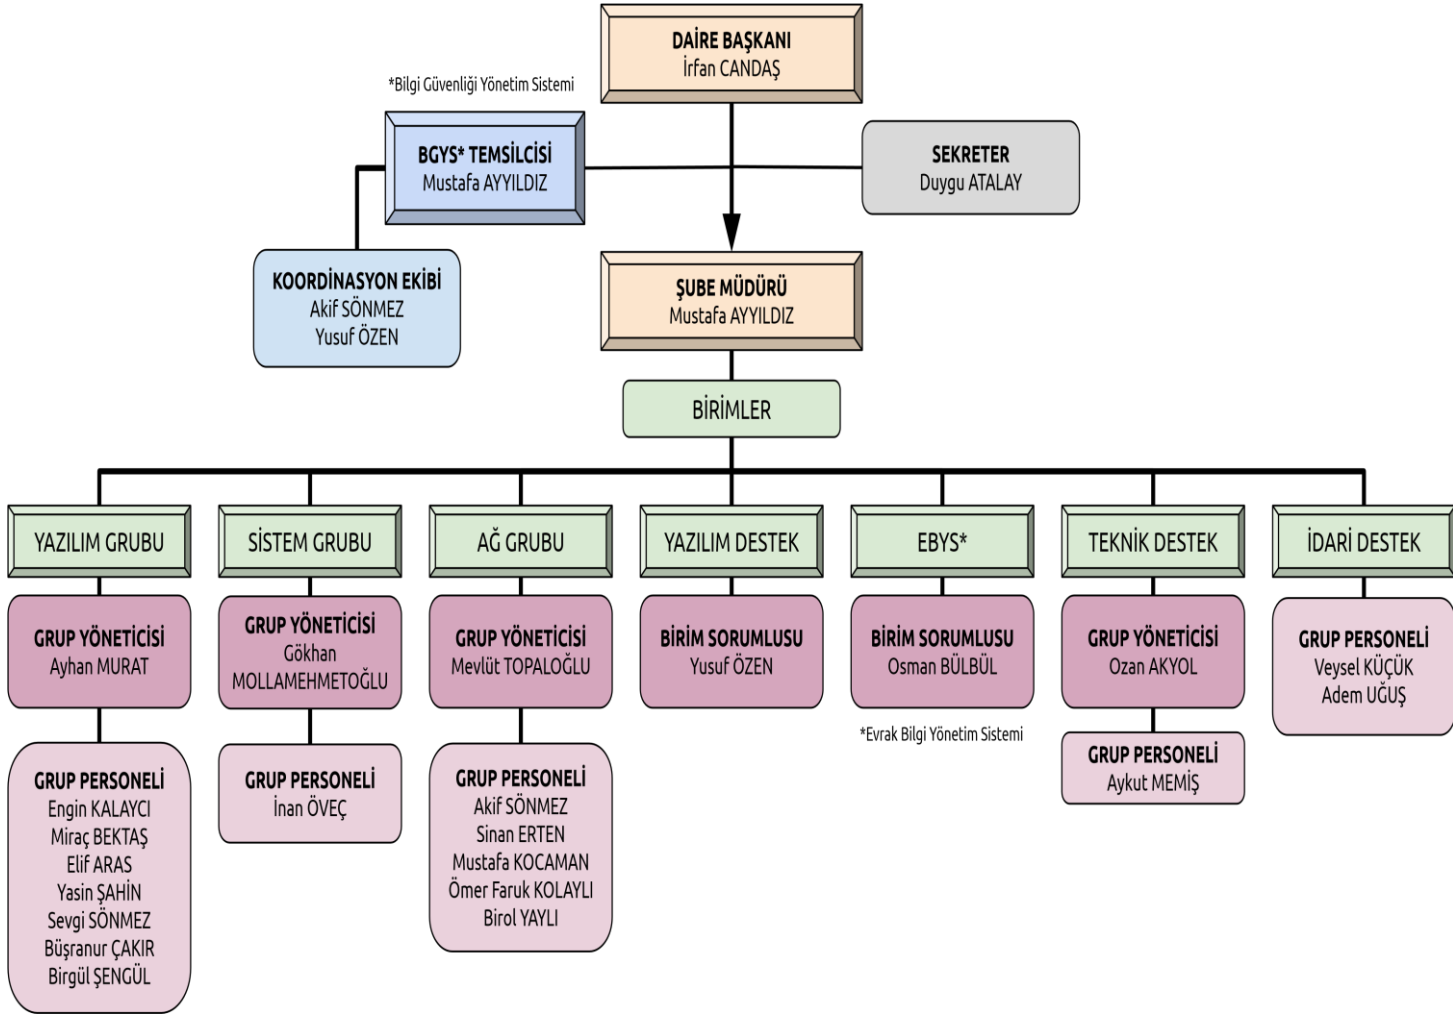 DAİRE BAŞKANI
İrfan CANDAŞ
*Bilgi Güvenliği Yönetim Sistemi
BGYS* TEMSİLCİSİ
Mustafa AYYILDIZ
SEKRETER
Duygu ATALAY
KOORDİNASYON EKİBİ
Akif SÖNMEZ
Yusuf ÖZEN
ŞUBE MÜDÜRÜ
Mustafa AYYILDIZ
BİRİMLER
YAZILIM GRUBU
GRUP YÖNETİCİSİ
Ayhan MURAT
GRUP PERSONELİ
Engin KALAYCI
Miraç BEKTAŞ
Elif ARAS
Yasin ŞAHİN
Sevgi SÖNMEZ
Büşranur ÇAKIR
Birgül ŞENGÜL
SİSTEM GRUBU
GRUP YÖNETİCİSİ
Gökhan
MOLLAMEHMETOĞLU
GRUP PERSONELİ
İnan ÖVEÇ
AĞ GRUBU
GRUP YÖNETİCİSİ
Mevlüt TOPALOĞLU
GRUP PERSONELİ
Akif SÖNMEZ
Sinan ERTEN
Mustafa KOCAMAN
Ömer Faruk KOLAYLI
Birol YAYLI
YAZILIM DESTEK
BİRİM SORUMLUSU
Yusuf ÖZEN
EBYS*
BİRİM SORUMLUSU
Osman BÜLBÜL
*Evrak Bilgi Yönetim Sistemi
TEKNİK DESTEK
GRUP YÖNETİCİSİ
Ozan AKYOL
GRUP PERSONELİ
Aykut MEMİŞ
İDARİ DESTEK
GRUP PERSONELİ
Veysel KÜÇÜK
Adem UĞUŞ